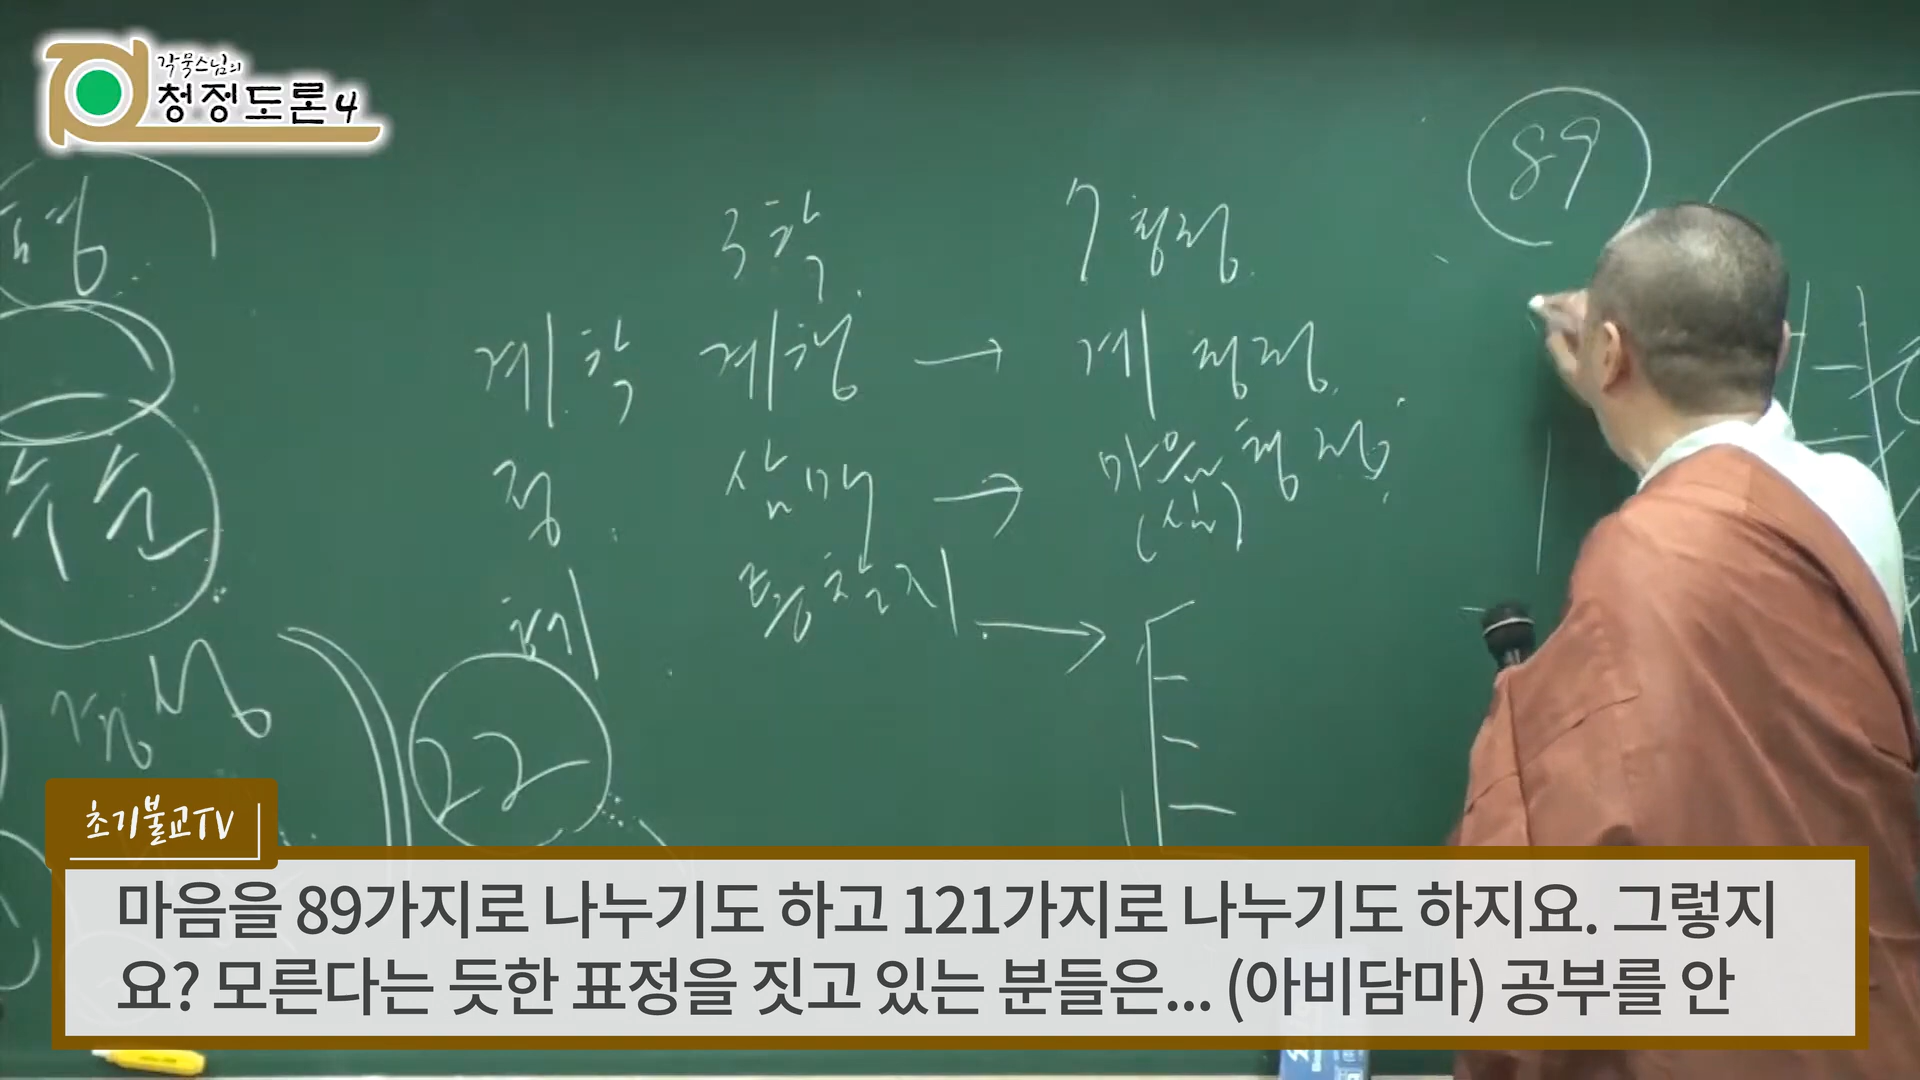 각묵스님의
청정도론 4
89
3학
7청정
계학 계행 → 계청정
정 삼매 → 마음청정
(심)
혜 통찰지 →
22
초기불교TV
마음을 89가지로 나누기도 하고 121가지로 나누기도 하지요. 그렇지
요? 모른다는 듯한 표정을 짓고 있는 분들은... (아비담마) 공부를 안